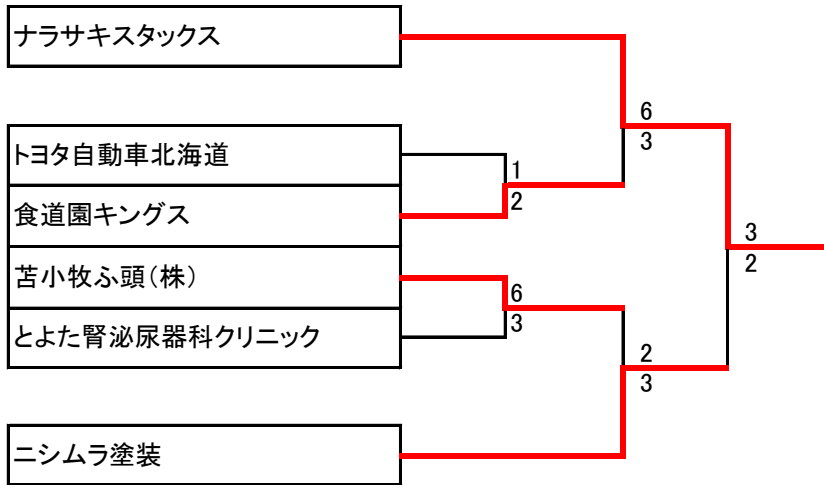 ナラサキスタックス
6
3
トヨタ自動車北海道
1
2
食道園キングス
3
2
苫小牧ふ頭(株)
6
3
とよた腎泌尿器科クリニック
2
3
ニシムラ塗装